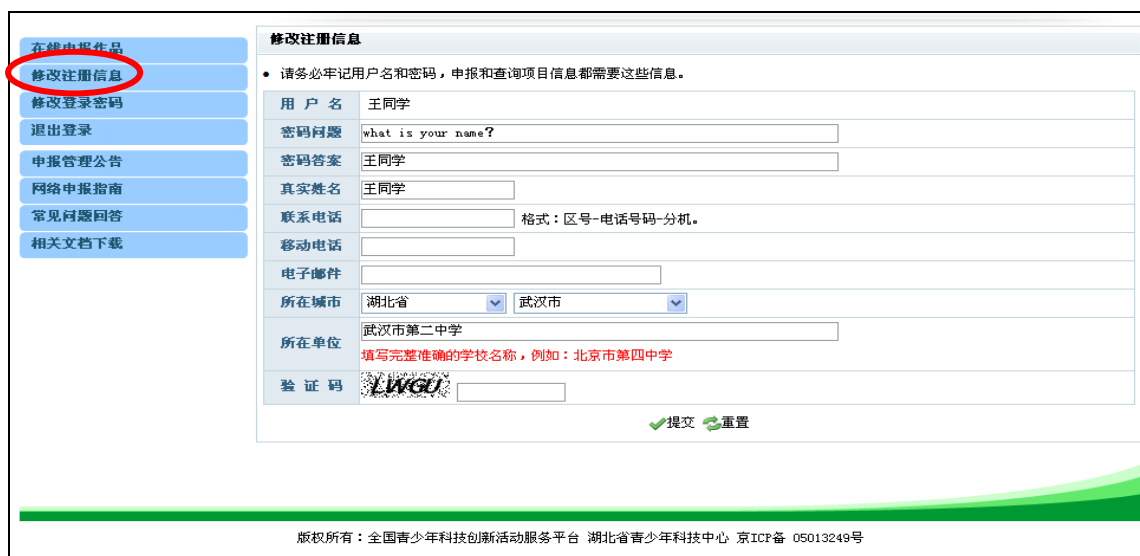 在线申报作品
修改注册信息
修改登录密码
退出登录
申报管理公告
网络申报指南
常见问题回答
相关文档下载
修改注册信息
• 请务必牢记用户名和密码，申报和查询项目信息都需要这些信息。
用 户 名 王同学
密码问题 what is your name?
密码答案 王同学
真实姓名 王同学
联系电话 格式：区号-电话号码-分机。
移动电话
电子邮件
所在城市 湖北省 武汉市
所在单位 武汉市第二中学
填写完整准确的学校名称，例如：北京市第四中学
验 证 码 LWGU
提交 重置
版权所有：全国青少年科技创新活动服务平台 湖北省青少年科技中心 京ICP备 05013249号